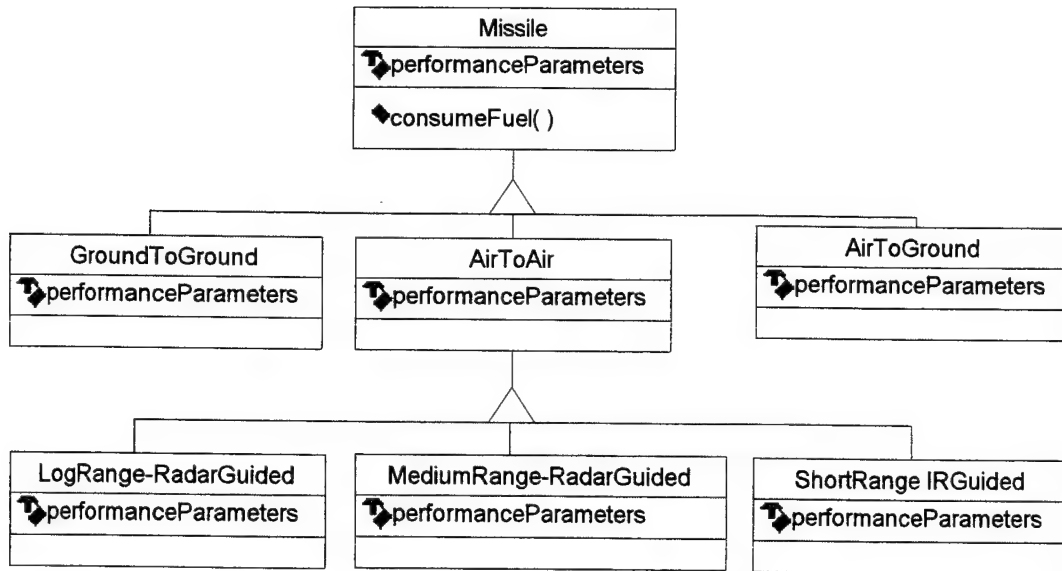 Missile
performanceParameters
consumeFuel( )
GroundToGround
performanceParameters
AirToAir
performanceParameters
AirToGround
performanceParameters
LogRange-RadarGuided
performanceParameters
MediumRange-RadarGuided
performanceParameters
ShortRange IRGuided
performanceParameters